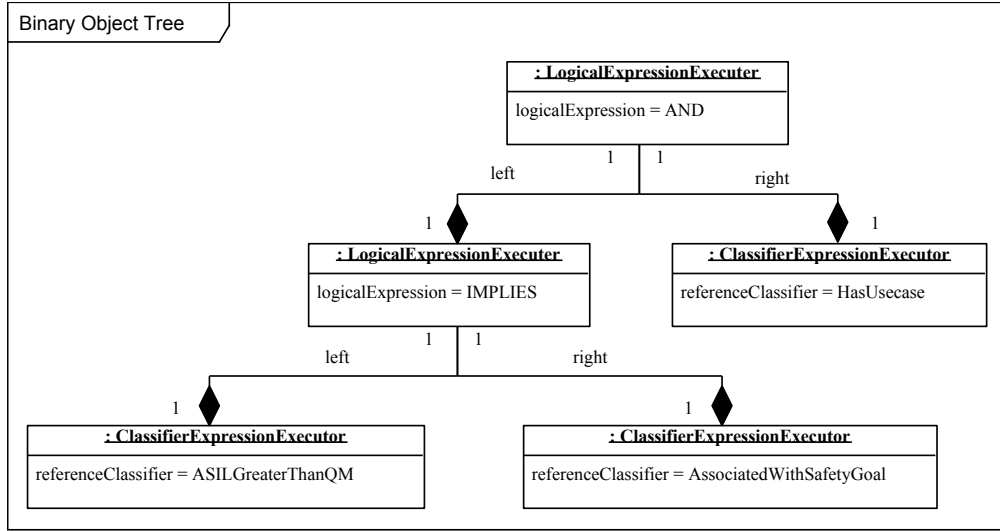 Binary Object Tree
: LogicalExpressionExecuter
logicalExpression = AND
1 1
left
right
1
1
: LogicalExpressionExecuter
logicalExpression = IMPLIES
: ClassifierExpressionExecutor
referenceClassifier = HasUsecase
1 1
left
right
1
1
: ClassifierExpressionExecutor
referenceClassifier = ASILGreaterThanQM
: ClassifierExpressionExecutor
referenceClassifier = AssociatedWithSafetyGoal